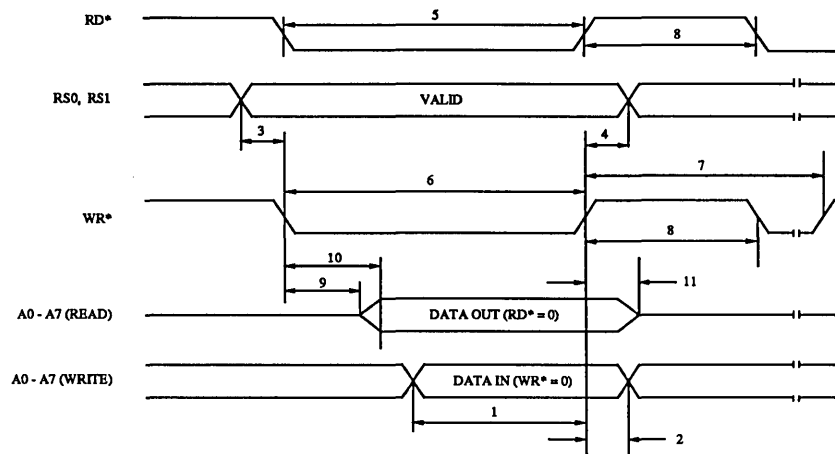 RD*
5
8
RS0, RS1
VALID
3
4
7
6
WR*
8
10
9
11
A0 - A7 (READ)
DATA OUT (RD* = 0)
A0 - A7 (WRITE)
DATA IN (WR* = 0)
1
2